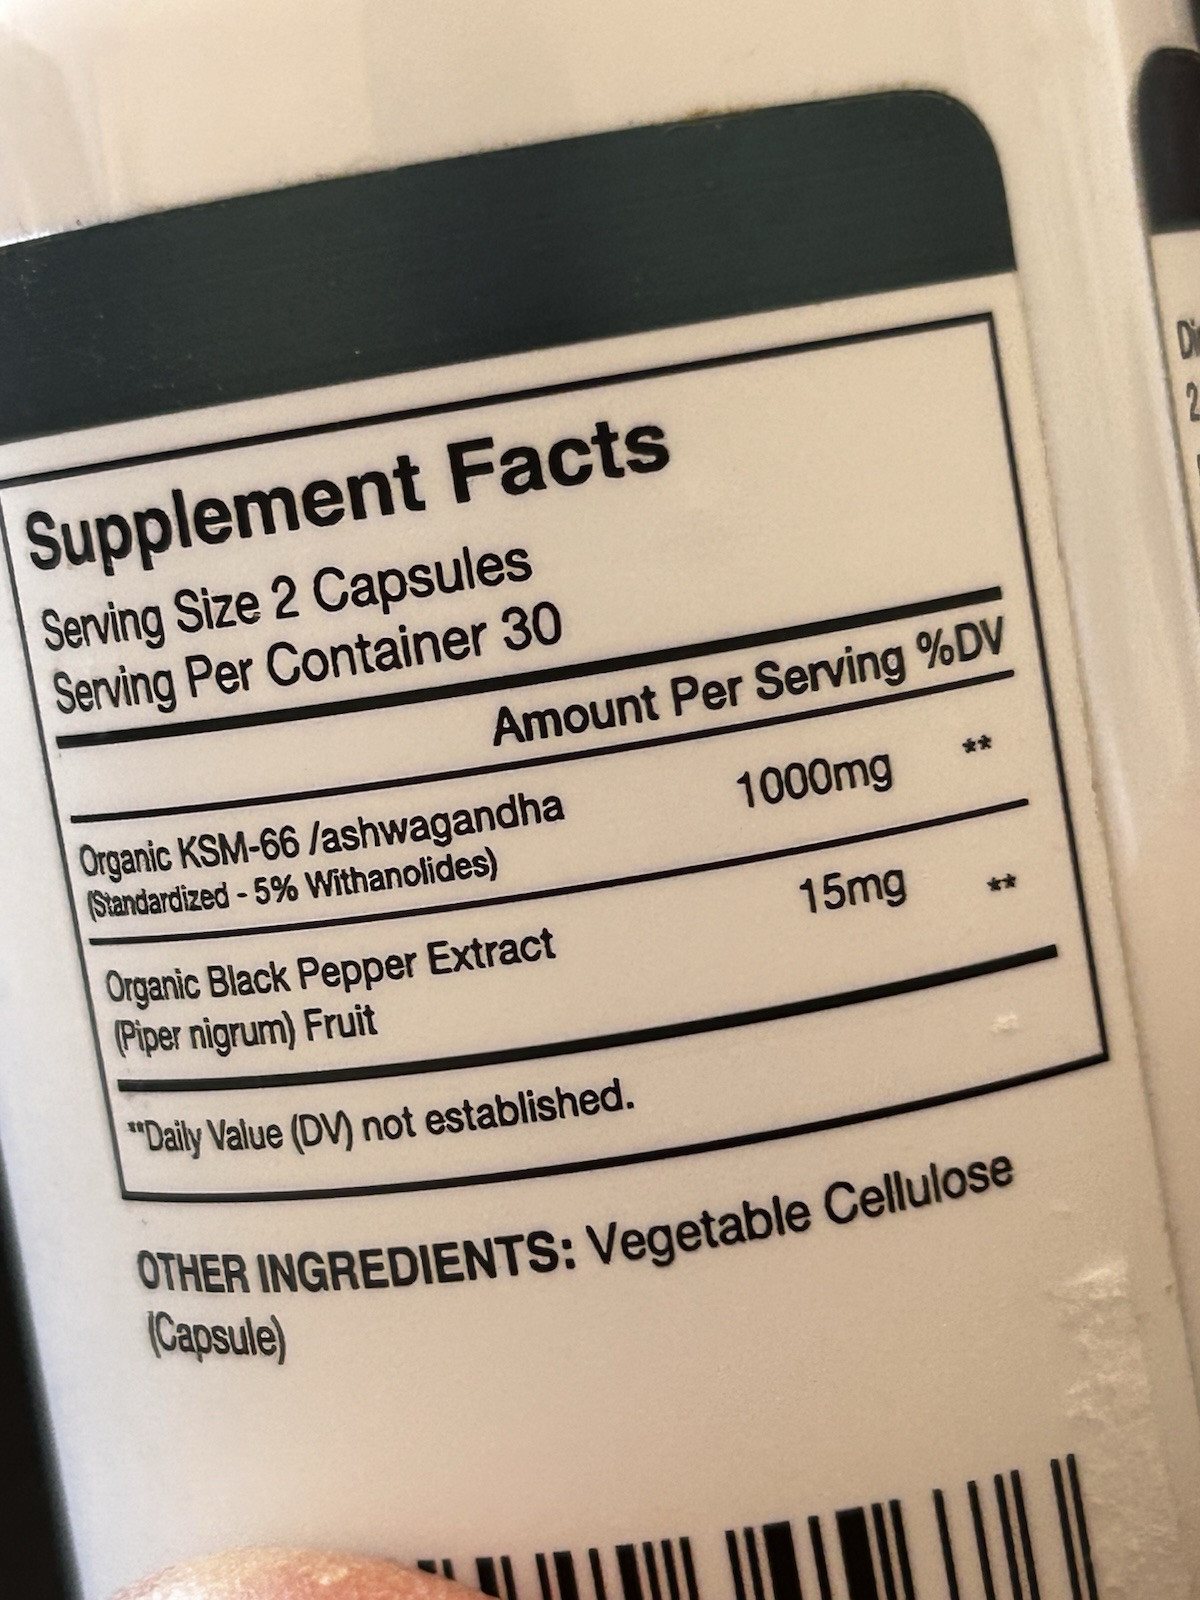 Supplement Facts
Serving Size 2 Capsules
Serving Per Container 30
Amount Per Serving %DV
Organic KSM-66 /ashwagandha 1000mg **
(Standardized - 5% Withanolides)
Organic Black Pepper Extract 15mg **
(Piper nigrum) Fruit
**Daily Value (DV) not established.
OTHER INGREDIENTS: Vegetable Cellulose
(Capsule)